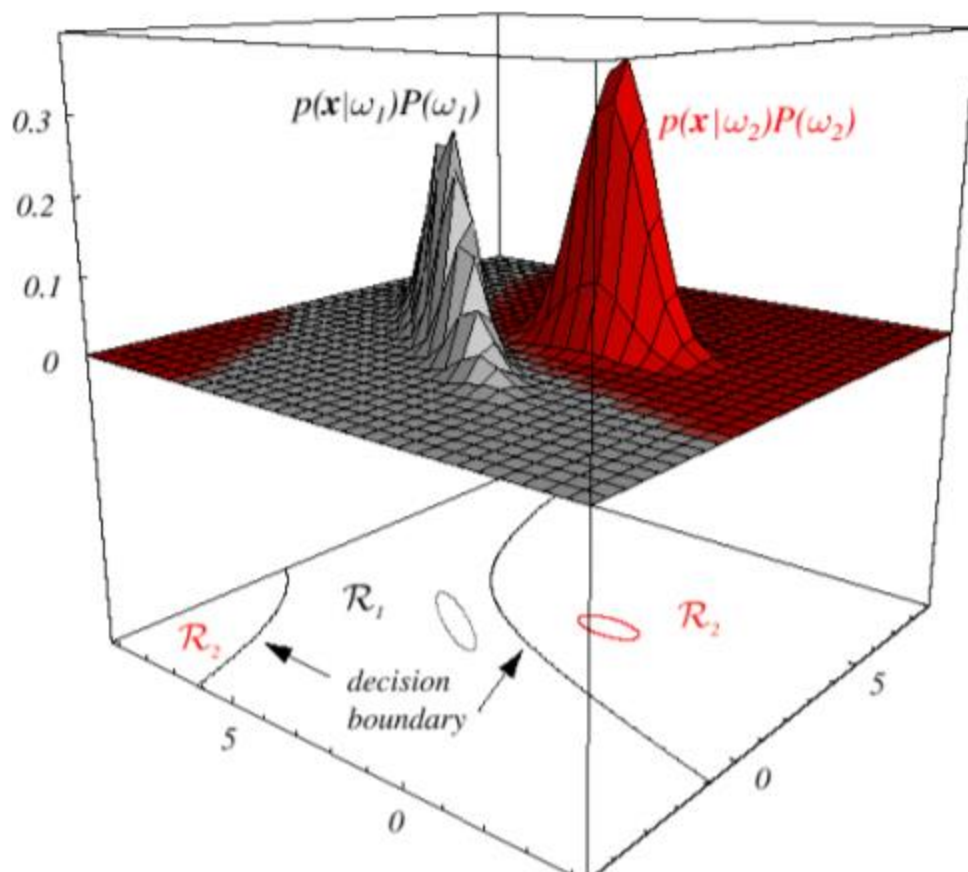 0.3
p(x|ω₁)P(ω₁)
p(x|ω₂)P(ω₂)
0.2
0.1
0
R₂
R₁
R₂
decision
boundary
5
0
5
0